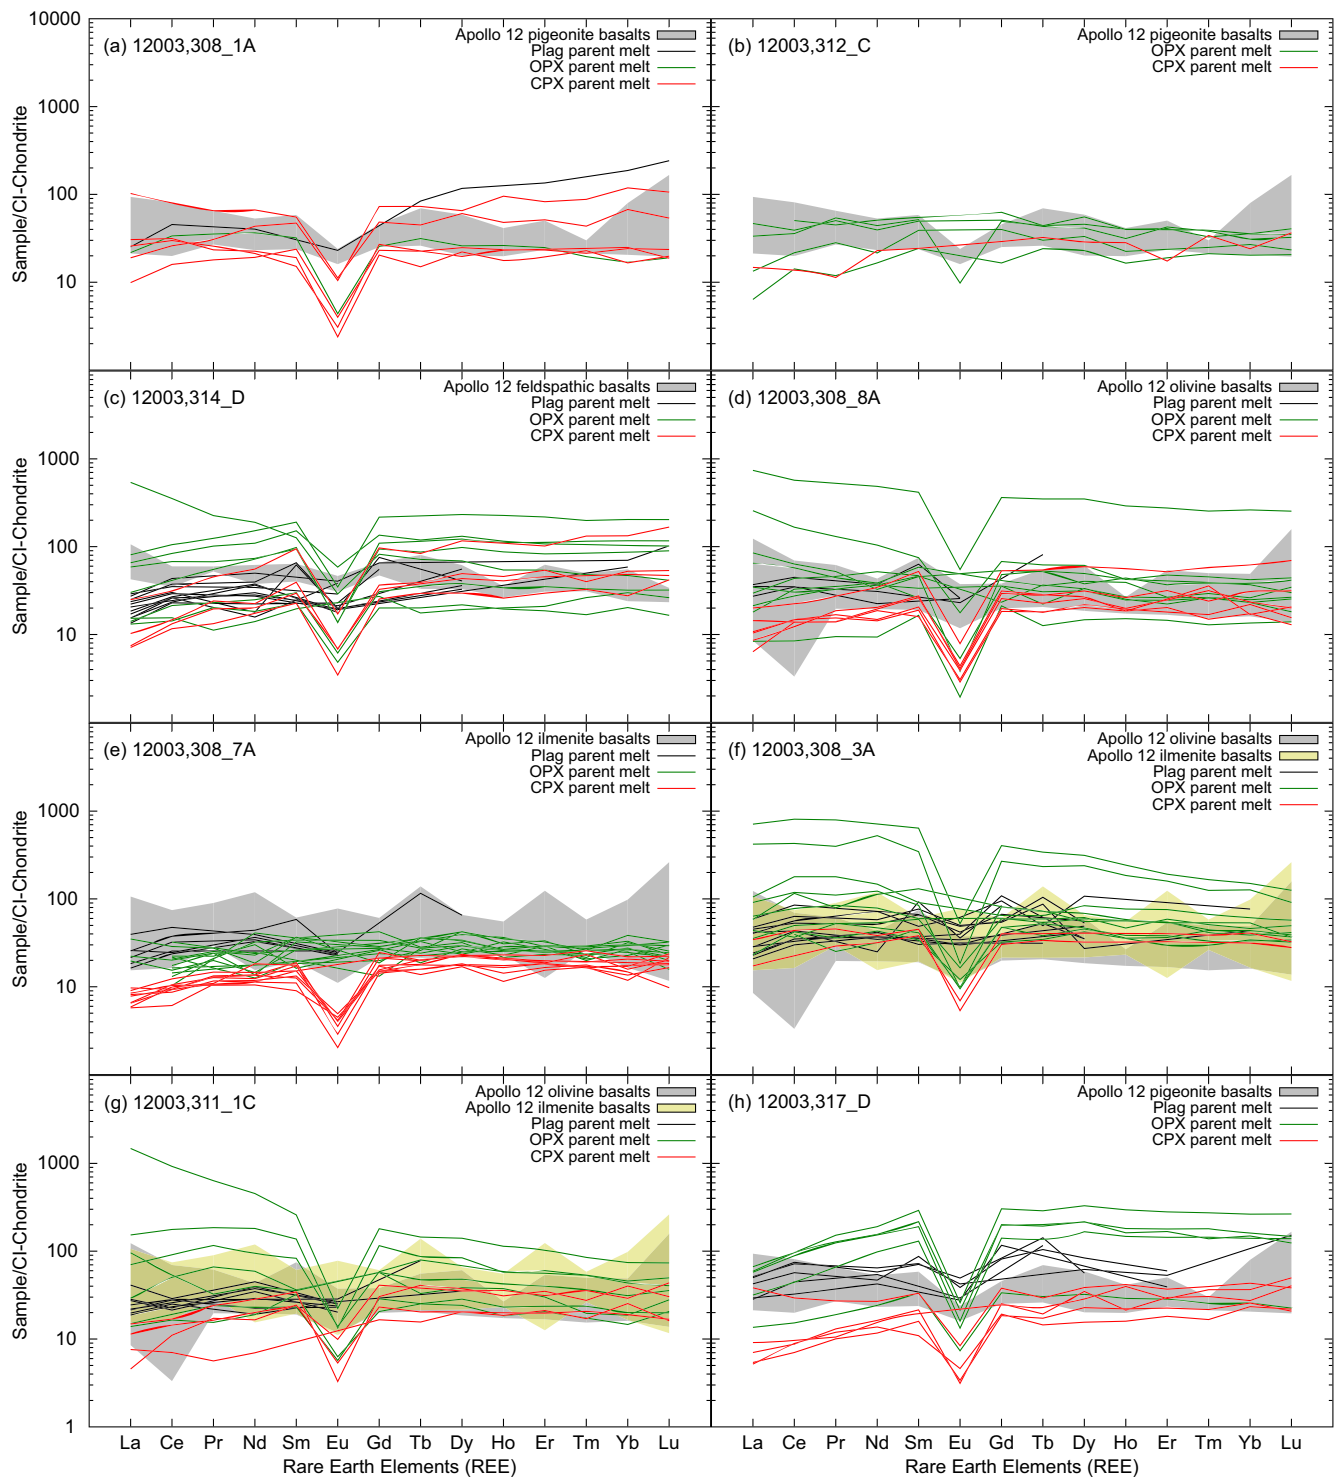 (a) 12003,308_1A
Apollo 12 pigeonite basalts
Plag parent melt
OPX parent melt
CPX parent melt
(b) 12003,312_C
Apollo 12 pigeonite basalts
OPX parent melt
CPX parent melt
10000
1000
100
10
Sample/CI-Chondrite
(c) 12003,314_D
Apollo 12 feldspathic basalts
Plag parent melt
OPX parent melt
CPX parent melt
(d) 12003,308_8A
Apollo 12 olivine basalts
Plag parent melt
OPX parent melt
CPX parent melt
1000
100
10
Sample/CI-Chondrite
(e) 12003,308_7A
Apollo 12 ilmenite basalts
Plag parent melt
OPX parent melt
CPX parent melt
(f) 12003,308_3A
Apollo 12 olivine basalts
Apollo 12 ilmenite basalts
Plag parent melt
OPX parent melt
CPX parent melt
1000
100
10
Sample/CI-Chondrite
(g) 12003,311_1C
Apollo 12 olivine basalts
Apollo 12 ilmenite basalts
Plag parent melt
OPX parent melt
CPX parent melt
(h) 12003,317_D
Apollo 12 pigeonite basalts
Plag parent melt
OPX parent melt
CPX parent melt
1000
100
10
1
Sample/CI-Chondrite
La Ce Pr Nd Sm Eu Gd Tb Dy Ho Er Tm Yb Lu
Rare Earth Elements (REE)
La Ce Pr Nd Sm Eu Gd Tb Dy Ho Er Tm Yb Lu
Rare Earth Elements (REE)